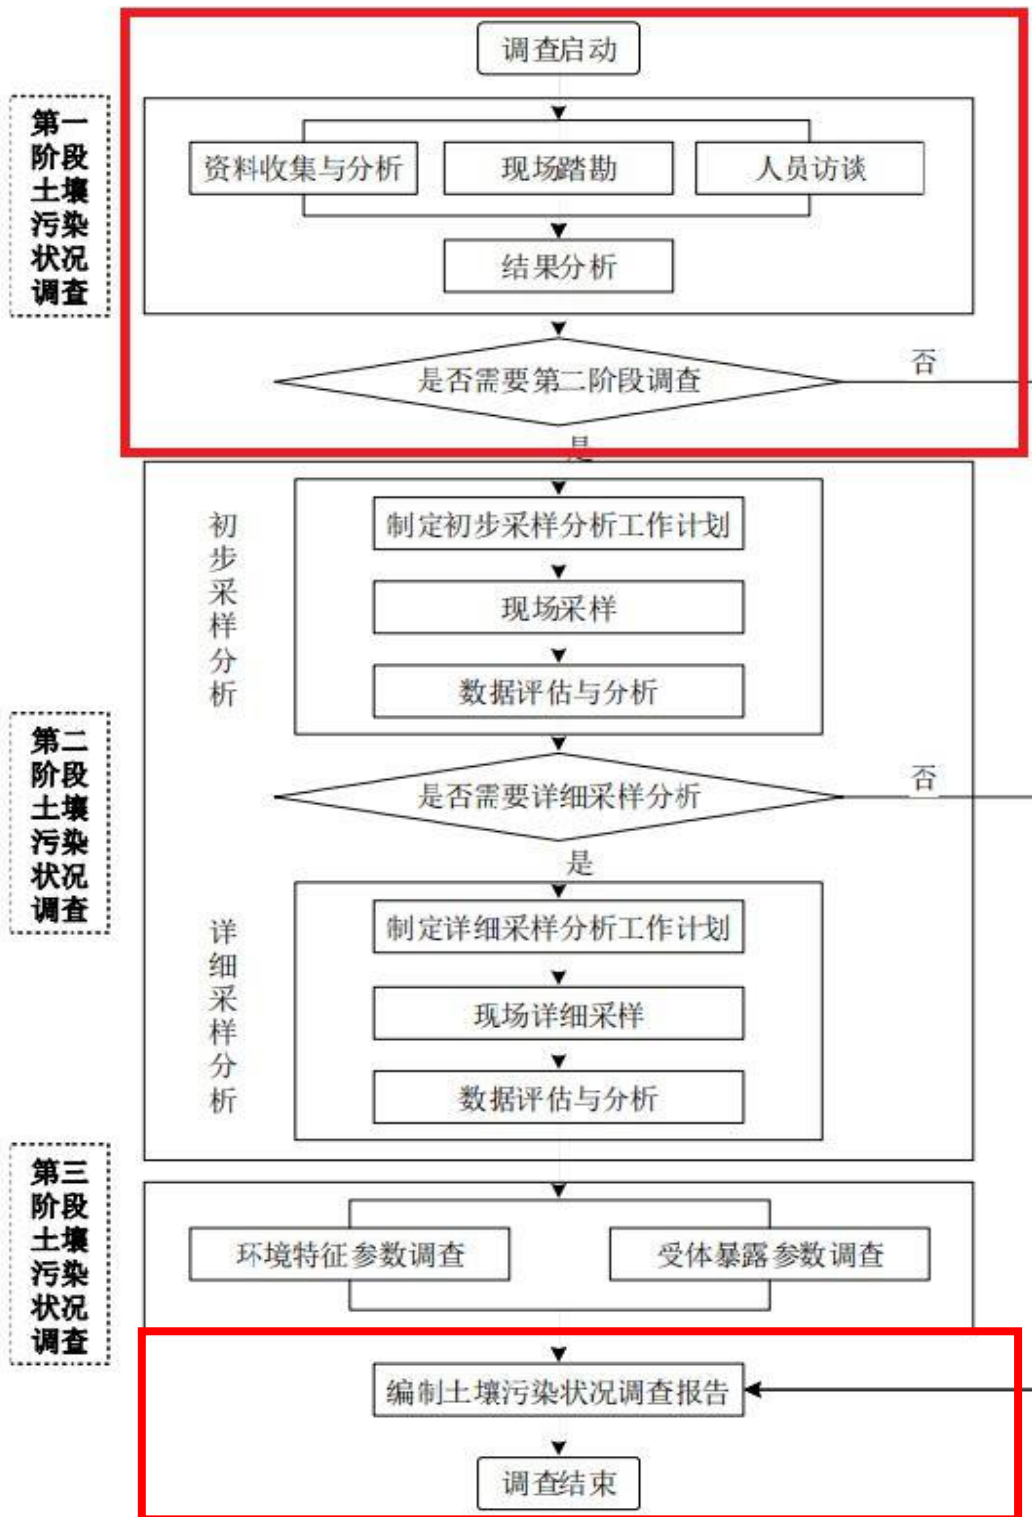 调查启动
第一
阶段
土壤
污染
状况
调查
资料收集与分析
现场踏勘
人员访谈
结果分析
是否需要第二阶段调查
否
是
第二
阶段
土壤
污染
状况
调查
初
步
采
样
分
析
制定初步采样分析工作计划
现场采样
数据评估与分析
是否需要详细采样分析
否
是
详
细
采
样
分
析
制定详细采样分析工作计划
现场详细采样
数据评估与分析
第三
阶段
土壤
污染
状况
调查
环境特征参数调查
受体暴露参数调查
编制土壤污染状况调查报告
调查结束